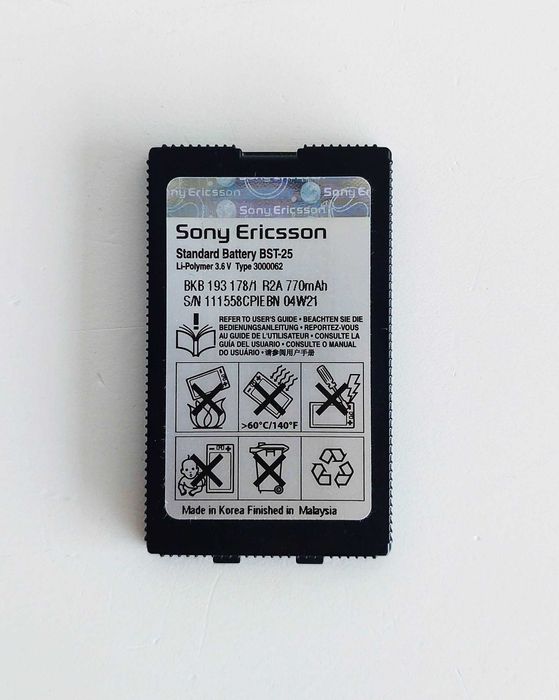 Sony Ericsson Sony Er
Sony Ericsson
Sony Ericsson
Standard Battery BST-25
Li-Polymer 3.6 V Type 3000062
BKB 193 178/1 R2A 770mAh
S/N 111558CPIEBN 04W21
REFER TO USER'S GUIDE • BEACHTEN SIE DIE
BEDIENUNGSANLEITUNG • REPORTEZ-VOUS
AU GUIDE DE L'UTILISATEUR • CONSULTE LA
GUÍA DEL USUARIO • CONSULTE O MANUAL
DO USUÁRIO • 请参阅用户手册
>60°C/140°F
Made in Korea Finished in Malaysia